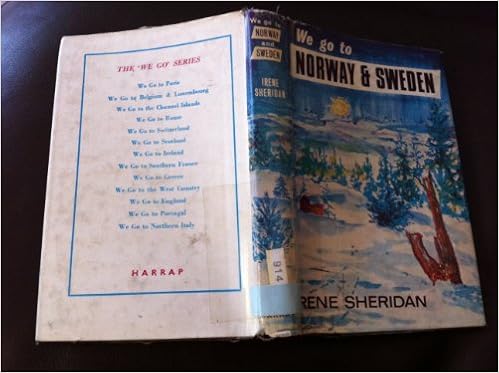 THE 'WE GO' SERIES
We Go to Paris
We Go to Belgium & Luxembourg
We Go to the Channel Islands
We Go to Rome
We Go to Switzerland
We Go to Scotland
We Go to Ireland
We Go to Southern France
We Go to Greece
We Go to the West Country
We Go to England
We Go to Portugal
We Go to Northern Italy
HARRAP
We go to
NORWAY
and
SWEDEN
IRENE
SHERIDAN
914
We go to
NORWAY & SWEDEN
IRENE SHERIDAN